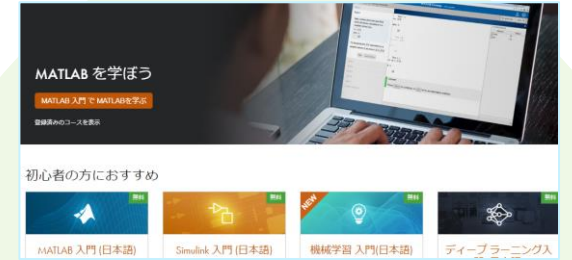 MATLAB を学ぼう
MATLAB 入門 で MATLABを学ぶ
登録済みのコースを表示
初心者の方におすすめ
無料
無料
NEW
無料
無料
MATLAB 入門 (日本語)
Simulink 入門 (日本語)
機械学習 入門(日本語)
ディープ ラーニング入